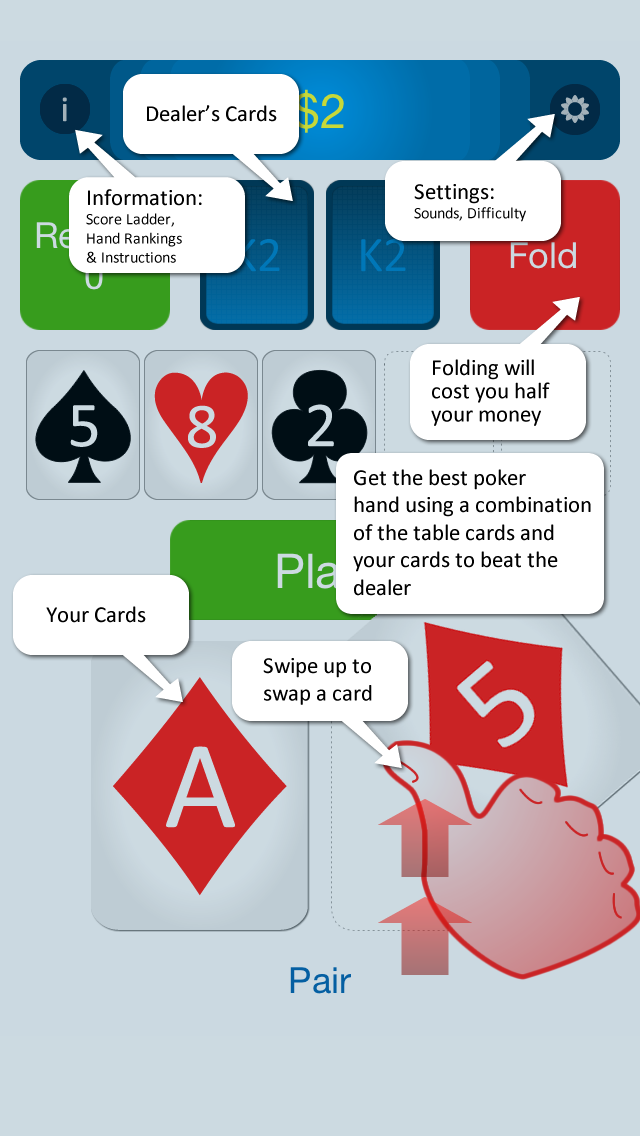 i
Dealer's Cards
$2
Information:
Score Ladder,
Hand Rankings
& Instructions
Settings:
Sounds, Difficulty
Re
0
K2
K2
Fold
Folding will
cost you half
your money
5
8
2
Get the best poker
hand using a combination
of the table cards and
your cards to beat the
dealer
Pla
Your Cards
Swipe up to
swap a card
5
A
Pair